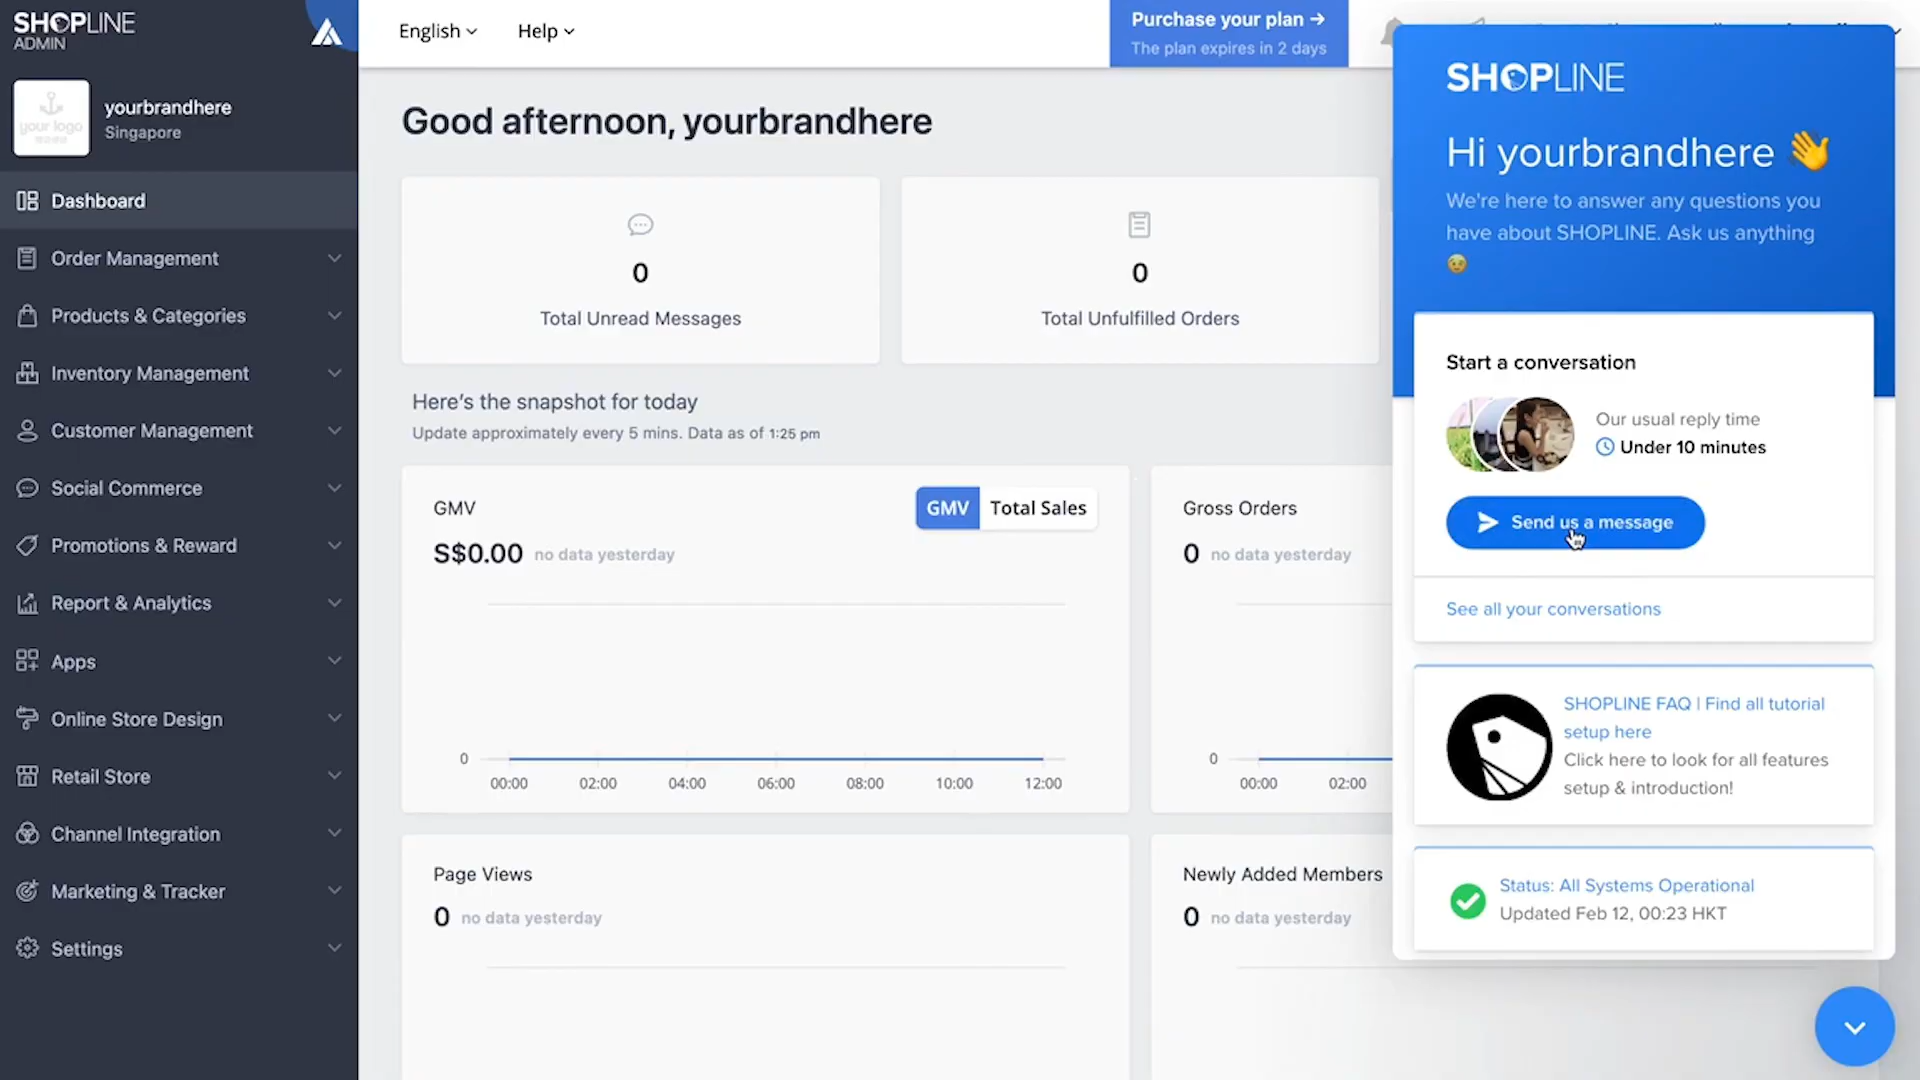 SHOPLINE
ADMIN
yourbrandhere
Singapore
Dashboard
Order Management
Products & Categories
Inventory Management
Customer Management
Social Commerce
Promotions & Reward
Report & Analytics
Apps
Online Store Design
Retail Store
Channel Integration
Marketing & Tracker
Settings
English
Help
Purchase your plan →
The plan expires in 2 days
Good afternoon, yourbrandhere
0
Total Unread Messages
0
Total Unfulfilled Orders
Here's the snapshot for today
Update approximately every 5 mins. Data as of 1:25 pm
GMV
GMV Total Sales
S$0.00 no data yesterday
0
00:00 02:00 04:00 06:00 08:00 10:00 12:00
Gross Orders
0 no data yesterday
0
00:00 02:00
Page Views
0 no data yesterday
Newly Added Members
0 no data yesterday
SHOPLINE
Hi yourbrandhere 👋
We're here to answer any questions you
have about SHOPLINE. Ask us anything
Start a conversation
Our usual reply time
Under 10 minutes
Send us a message
See all your conversations
SHOPLINE FAQ | Find all tutorial
setup here
Click here to look for all features
setup & introduction!
Status: All Systems Operational
Updated Feb 12, 00:23 HKT